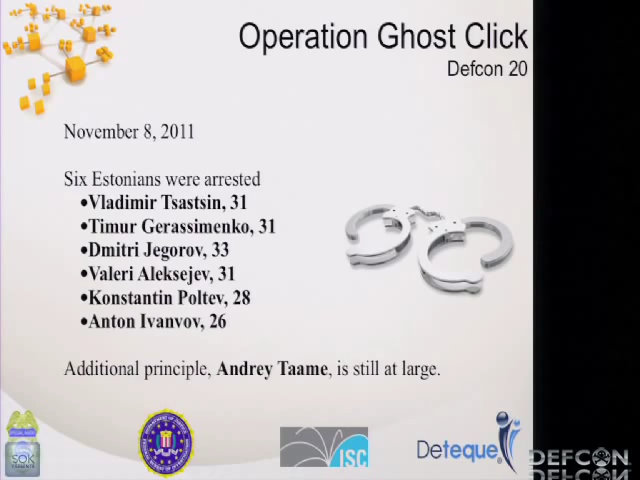 Operation Ghost Click
Defcon 20
November 8, 2011
Six Estonians were arrested
•Vladimir Tsastsin, 31
•Timur Gerassimenko, 31
•Dmitri Jegorov, 33
•Valeri Aleksejev, 31
•Konstantin Poltev, 28
•Anton Ivanvov, 26
Additional principle, Andrey Taame, is still at large.
SOK
ISC
Deteque
DEFCON